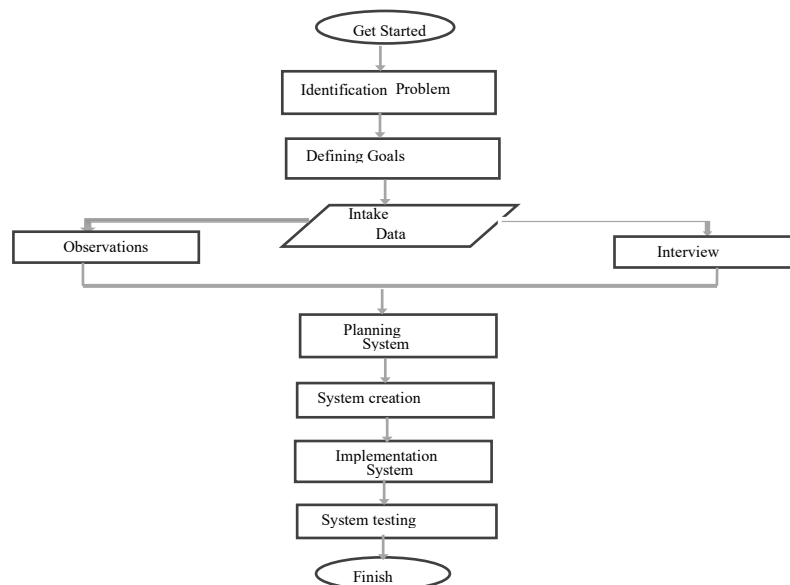 Get Started
Identification Problem
Defining Goals
Intake
Data
Observations
Interview
Planning
System
System creation
Implementation
System
System testing
Finish